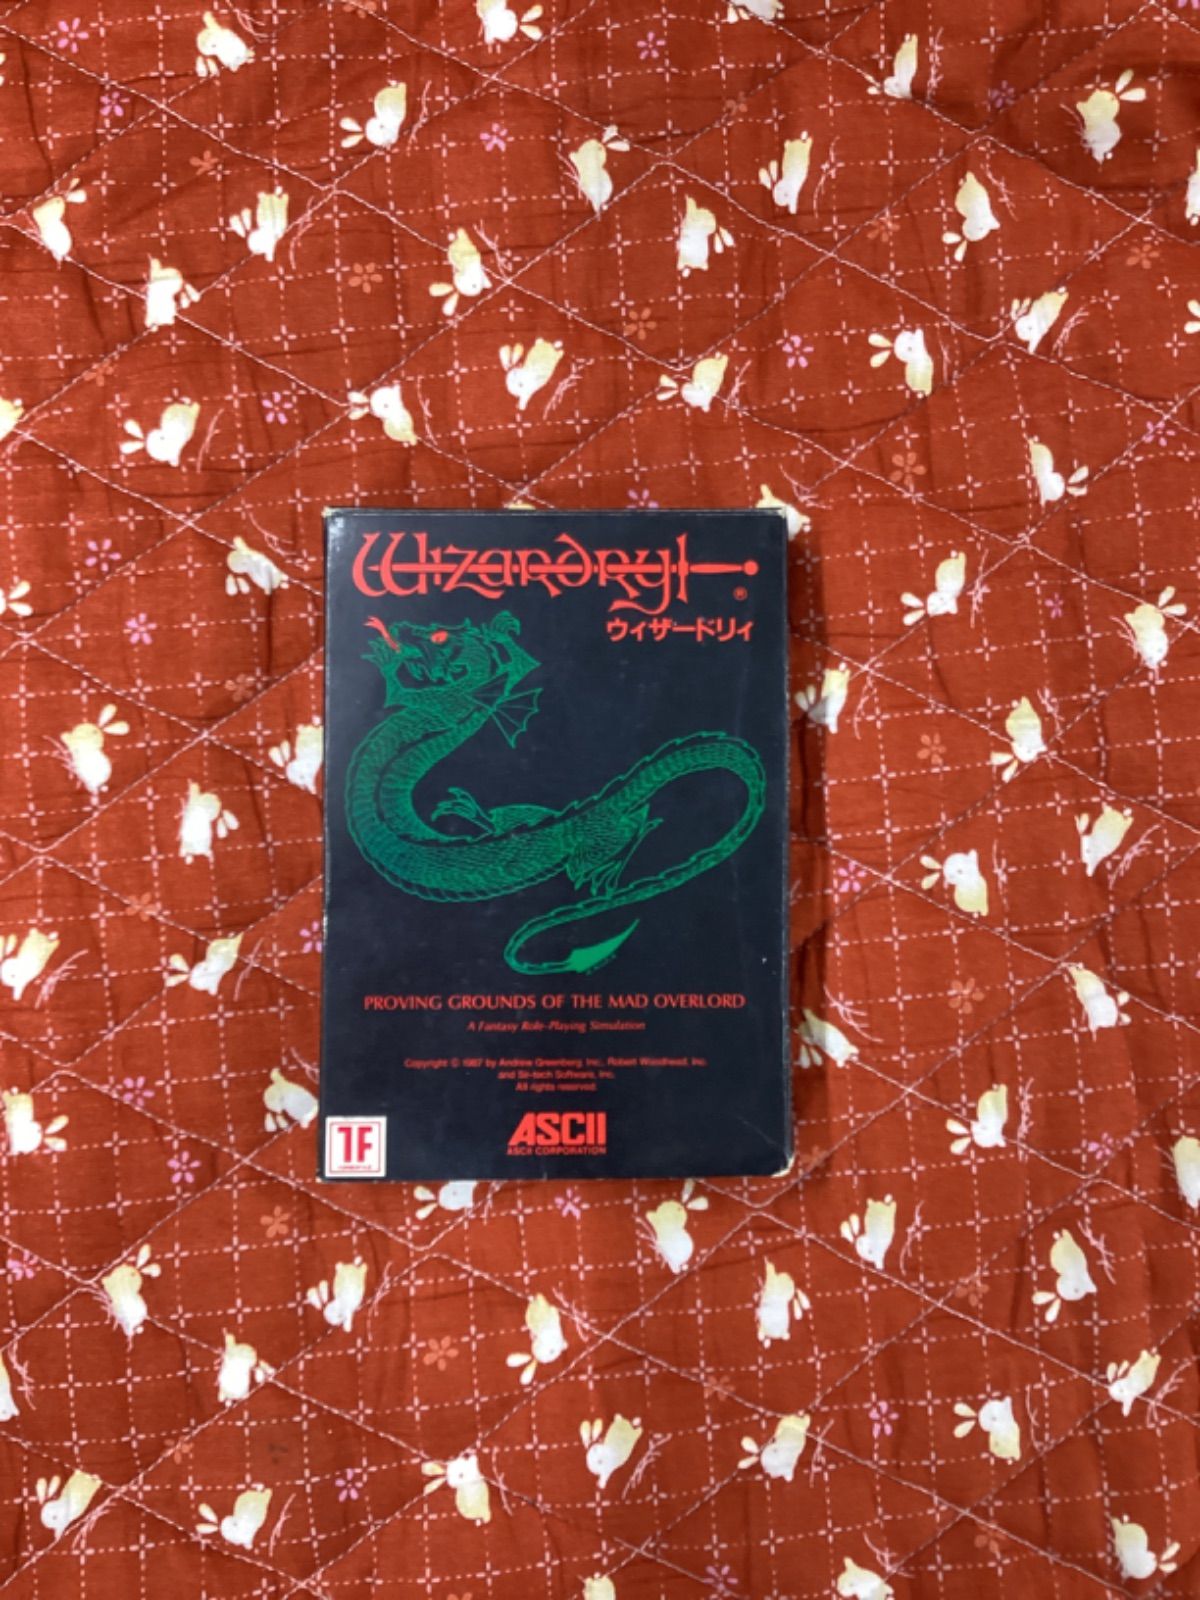 Wizardry
®
ウィザードリィ
PROVING GROUNDS OF THE MAD OVERLORD
A Fantasy Role-Playing Simulation
Copyright © 1987 by Andrew Greenberg, Inc., Robert Woodhead, Inc.
and Sir-tech Software, Inc.
All rights reserved.
ASCII
ASCII CORPORATION
TF